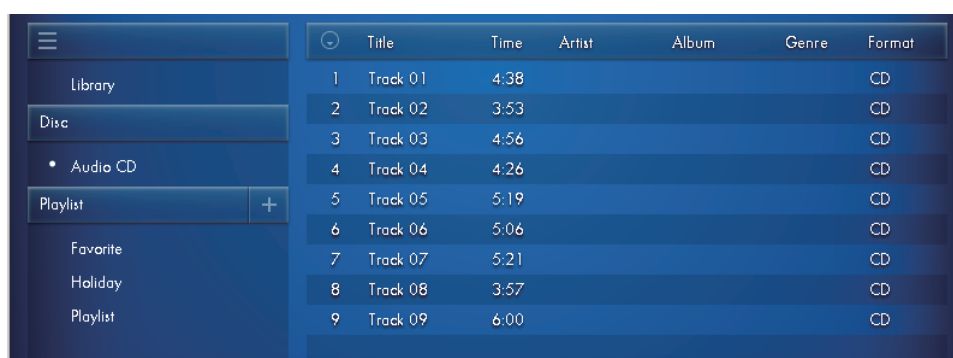 Library
Disc
Audio CD
Playlist +
Favorite
Holiday
Playlist
Title Time Artist Album Genre Format
1 Track 01 4:38 CD
2 Track 02 3:53 CD
3 Track 03 4:56 CD
4 Track 04 4:26 CD
5 Track 05 5:19 CD
6 Track 06 5:06 CD
7 Track 07 5:21 CD
8 Track 08 3:57 CD
9 Track 09 6:00 CD